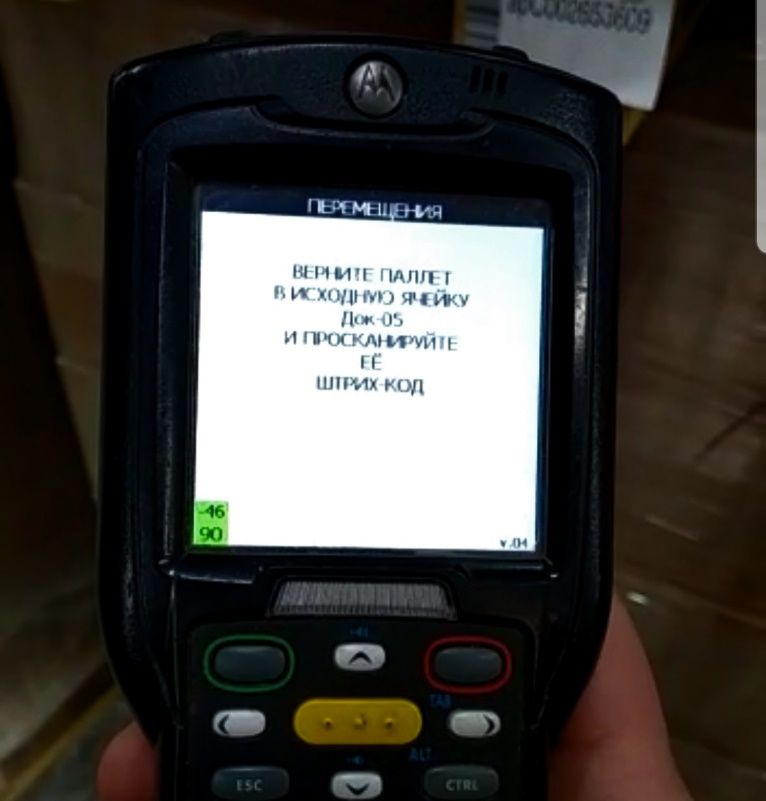 ПЕРЕМЕЩЕНИЯ
ВЕРНИТЕ ПАЛЛЕТ
В ИСХОДНУЮ ЯЧЕЙКУ
Док-05
И ПРОСКАНИРУЙТЕ
ЕЁ
ШТРИХ-КОД
-46
90
v.04
TAB
ALT
ESC
CTRL